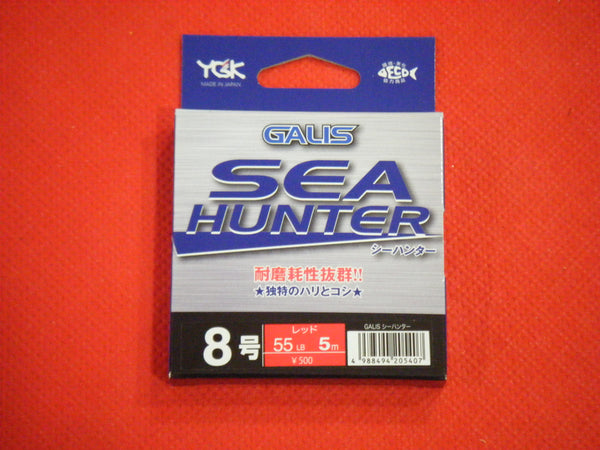 YGK
MADE IN JAPAN
ECO
GALIS
SEA
HUNTER
シーハンター
耐磨耗性抜群!!
★独特のハリとコシ★
8号
レッド
55LB 5m
¥500
GALIS シーハンター
4 988494 205407